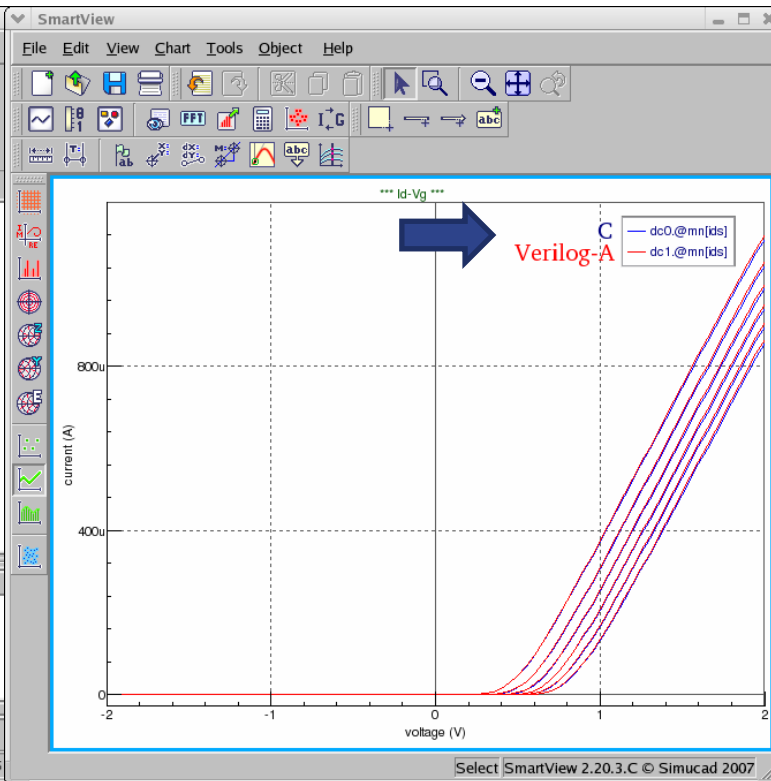 SmartView
File Edit View Chart Tools Object Help
FFT
abc
*** Id-Vg ***
C
Verilog-A
dc0.@mn[ids]
dc1.@mn[ids]
800u
400u
0
current (A)
-2 -1 0 1 2
voltage (V)
Select SmartView 2.20.3.C © Simucad 2007